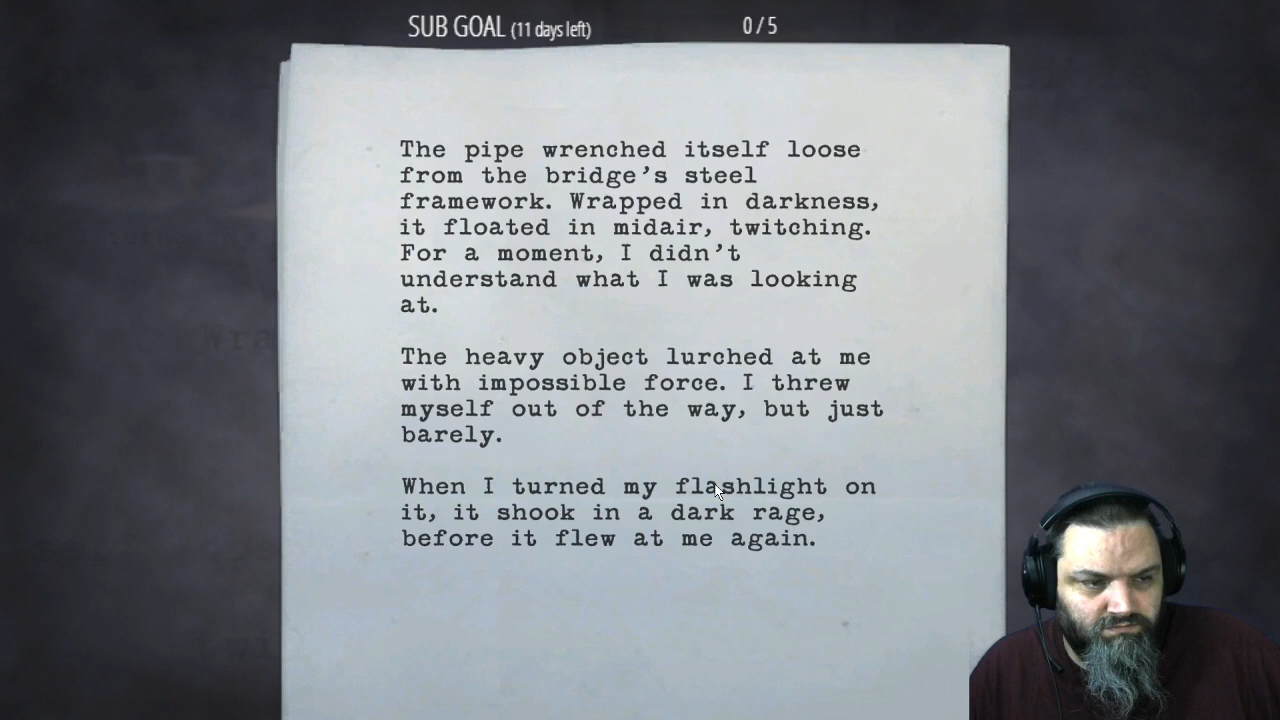 SUB GOAL (11 days left) 0 / 5
The pipe wrenched itself loose
from the bridge’s steel
framework. Wrapped in darkness,
it floated in midair, twitching.
For a moment, I didn’t
understand what I was looking
at.
The heavy object lurched at me
with impossible force. I threw
myself out of the way, but just
barely.
When I turned my flashlight on
it, it shook in a dark rage,
before it flew at me again.